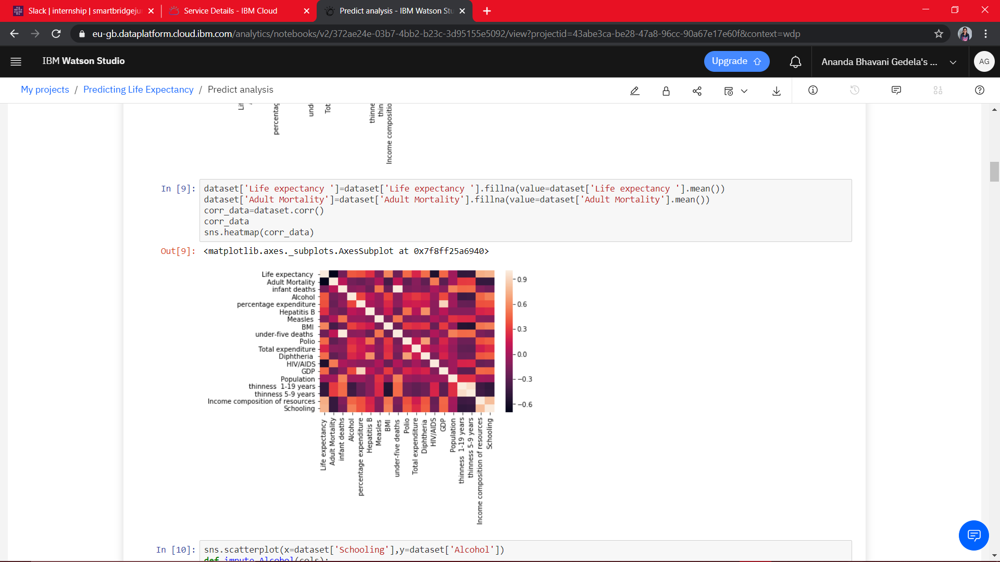 Slack | internship | smartbridgeju
Service Details - IBM Cloud
Predict analysis - IBM Watson Stu
eu-gb.dataplatform.cloud.ibm.com/analytics/notebooks/v2/372ae24e-03b7-4bb2-b23c-3d95155e5092/view?projectid=43abe3ca-be28-47a8-96cc-90a67e17e60f&context=wdp
IBM Watson Studio
Upgrade
Ananda Bhavani Gedela's ...
AG
My projects / Predicting Life Expectancy / Predict analysis
percentag
und
Tot
thinne
thin
Income compositio
In [9]:
dataset['Life expectancy ']=dataset['Life expectancy '].fillna(value=dataset['Life expectancy '].mean())
dataset['Adult Mortality']=dataset['Adult Mortality'].fillna(value=dataset['Adult Mortality'].mean())
corr_data=dataset.corr()
corr_data
sns.heatmap(corr_data)
Out[9]: <matplotlib.axes._subplots.AxesSubplot at 0x7f8ff25a6940>
Life expectancy
Adult Mortality
infant deaths
Alcohol
percentage expenditure
Hepatitis B
Measles
BMI
under-five deaths
Polio
Total expenditure
Diphtheria
HIV/AIDS
GDP
Population
thinness 1-19 years
thinness 5-9 years
Income composition of resources
Schooling
0.9
0.6
0.3
0.0
−0.3
−0.6
Life expectancy
Adult Mortality
infant deaths
Alcohol
percentage expenditure
Hepatitis B
Measles
BMI
under-five deaths
Polio
Total expenditure
Diphtheria
HIV/AIDS
GDP
Population
thinness 1-19 years
thinness 5-9 years
Income composition of resources
Schooling
In [10]:
sns.scatterplot(x=dataset['Schooling'],y=dataset['Alcohol'])
def impute_Alcohol(cols):